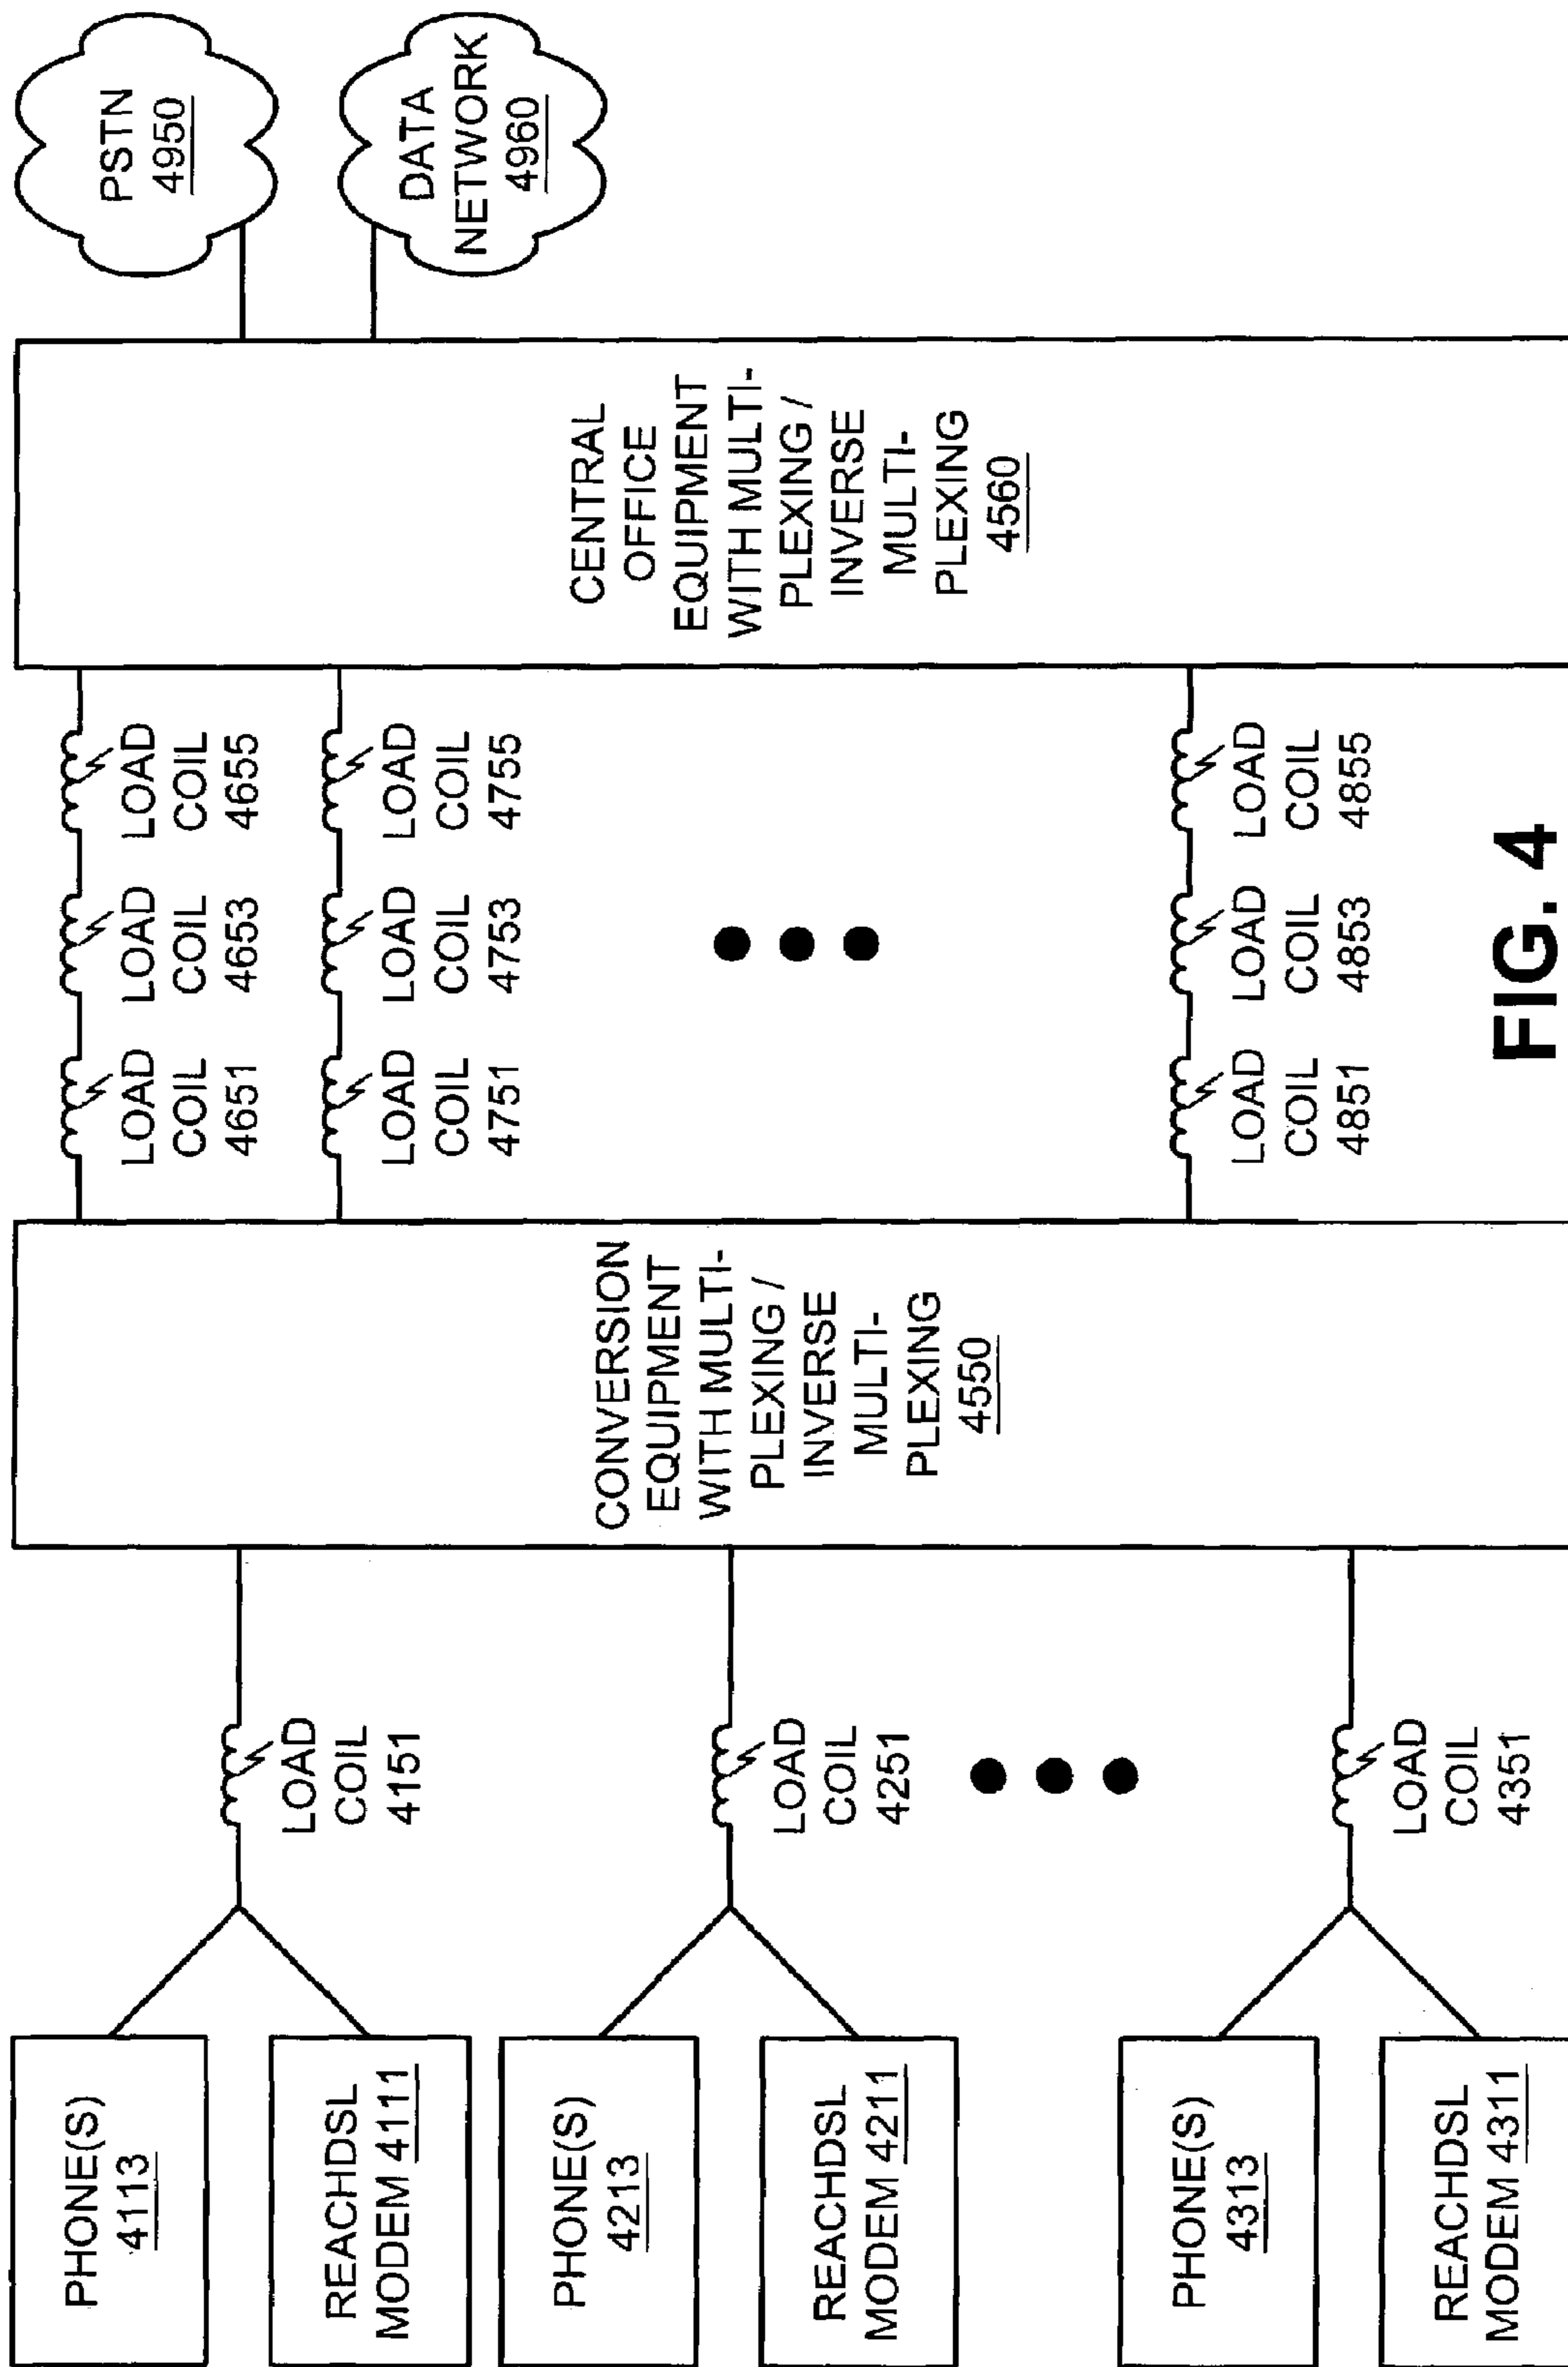 PHONE(S)
4113
REACHDSL
MODEM 4111
PHONE(S)
4213
REACHDSL
MODEM 4211
PHONE(S)
4313
REACHDSL
MODEM 4311
LOAD
COIL
4151
LOAD
COIL
4251
LOAD
COIL
4351
CONVERSION
EQUIPMENT
WITH MULTI-
PLEXING /
INVERSE
MULTI-
PLEXING
4550
LOAD
COIL
4651
LOAD
COIL
4653
LOAD
COIL
4655
LOAD
COIL
4751
LOAD
COIL
4753
LOAD
COIL
4755
LOAD
COIL
4851
LOAD
COIL
4853
LOAD
COIL
4855
CENTRAL
OFFICE
EQUIPMENT
WITH MULTI-
PLEXING /
INVERSE
MULTI-
PLEXING
4560
PSTN
4950
DATA
NETWORK
4960
FIG. 4